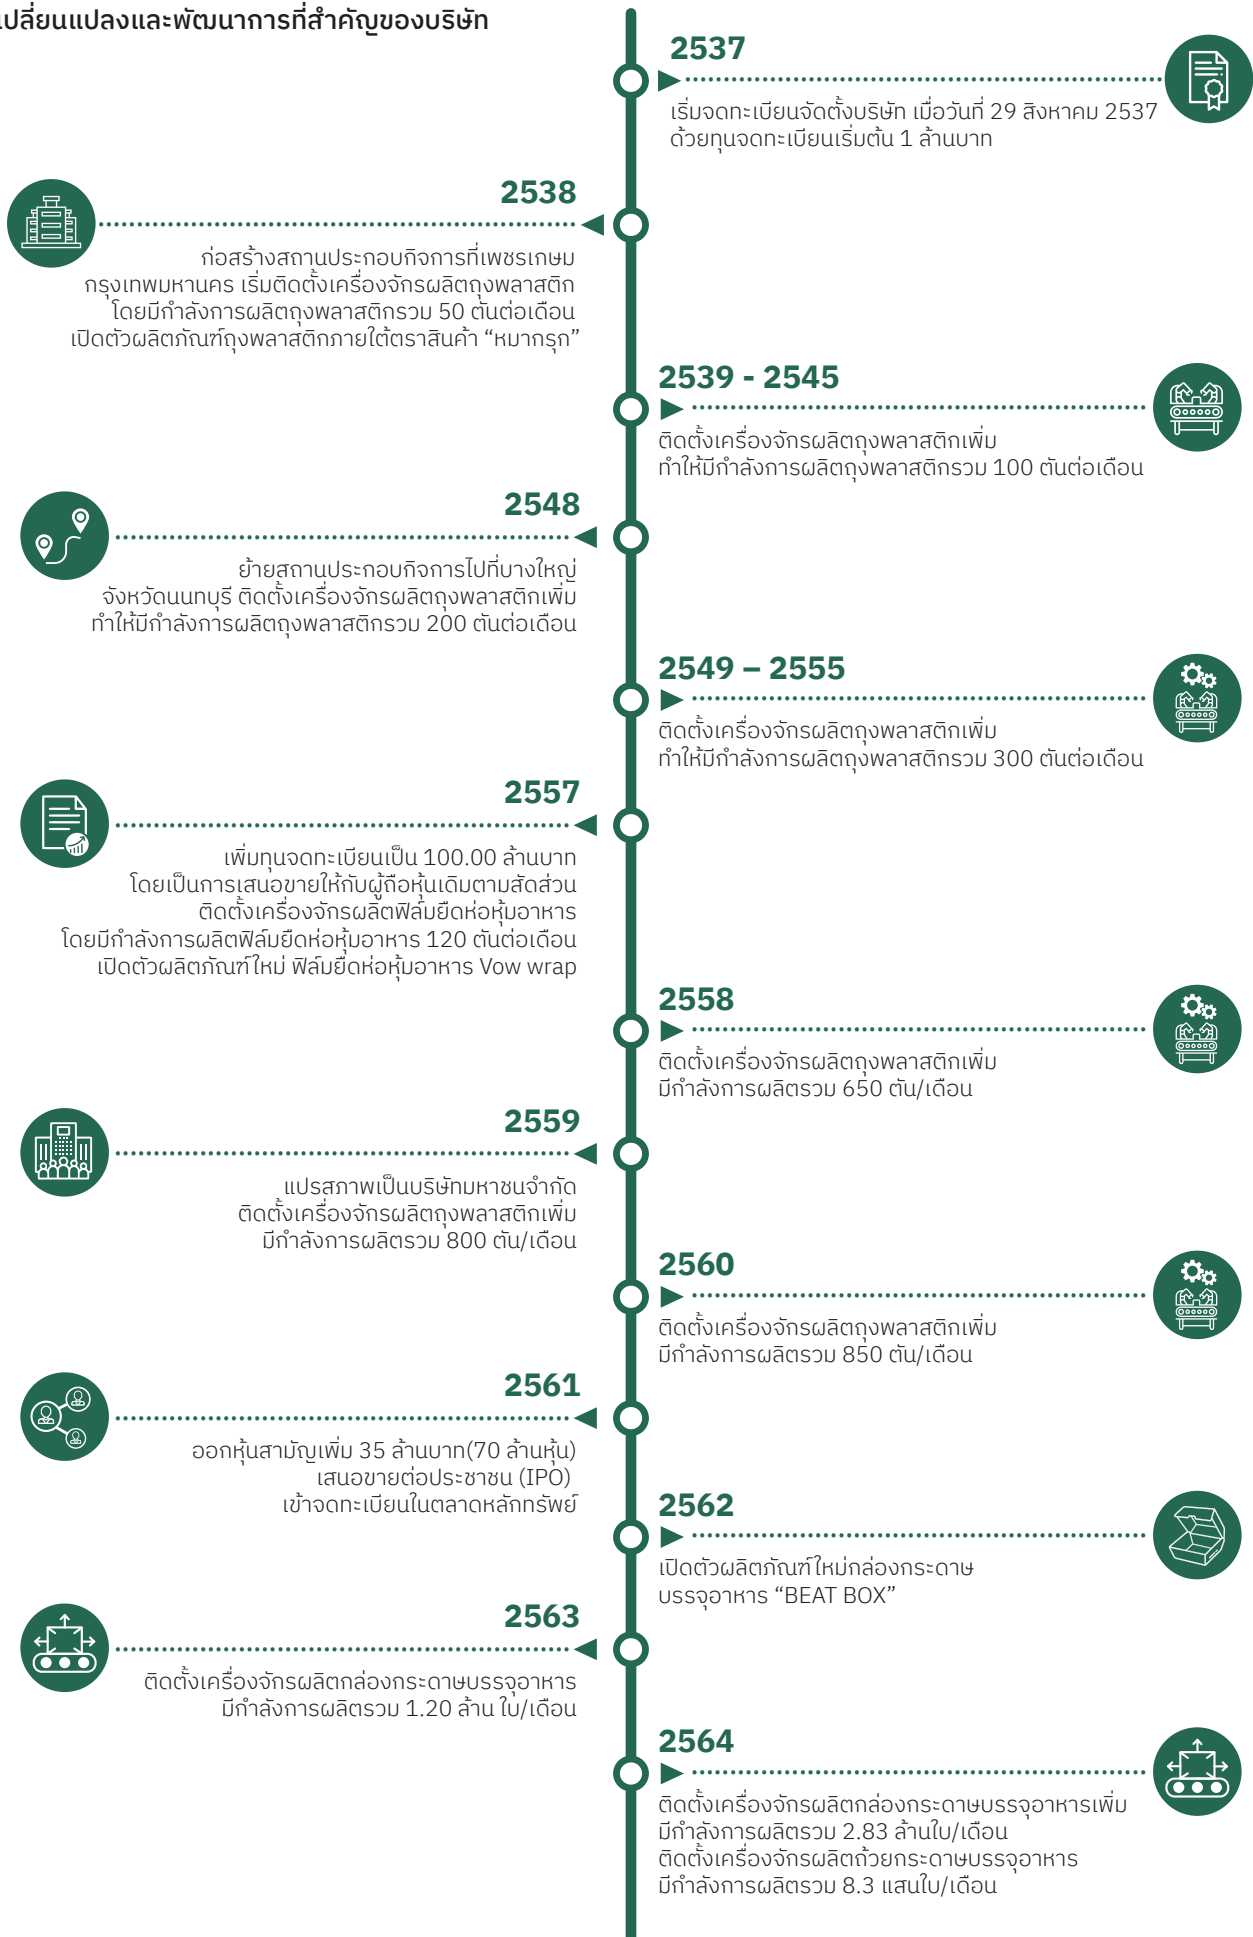 เปลี่ยนแปลงและพัฒนาการที่สำคัญของบริษัท
2537
เริ่มจดทะเบียนจัดตั้งบริษัท เมื่อวันที่ 29 สิงหาคม 2537
ด้วยทุนจดทะเบียนเริ่มต้น 1 ล้านบาท
2538
ก่อสร้างสถานประกอบกิจการที่เพชรเกษม
กรุงเทพมหานคร เริ่มติดตั้งเครื่องจักรผลิตถุงพลาสติก
โดยมีกำลังการผลิตถุงพลาสติกรวม 50 ตันต่อเดือน
เปิดตัวผลิตภัณฑ์ถุงพลาสติกภายใต้ตราสินค้า “หมากรุก”
2539 - 2545
ติดตั้งเครื่องจักรผลิตถุงพลาสติกเพิ่ม
ทำให้มีกำลังการผลิตถุงพลาสติกรวม 100 ตันต่อเดือน
2548
ย้ายสถานประกอบกิจการไปที่บางใหญ่
จังหวัดนนทบุรี ติดตั้งเครื่องจักรผลิตถุงพลาสติกเพิ่ม
ทำให้มีกำลังการผลิตถุงพลาสติกรวม 200 ตันต่อเดือน
2549 – 2555
ติดตั้งเครื่องจักรผลิตถุงพลาสติกเพิ่ม
ทำให้มีกำลังการผลิตถุงพลาสติกรวม 300 ตันต่อเดือน
2557
เพิ่มทุนจดทะเบียนเป็น 100.00 ล้านบาท
โดยเป็นการเสนอขายให้กับผู้ถือหุ้นเดิมตามสัดส่วน
ติดตั้งเครื่องจักรผลิตฟิล์มยืดห่อหุ้มอาหาร
โดยมีกำลังการผลิตฟิล์มยืดห่อหุ้มอาหาร 120 ตันต่อเดือน
เปิดตัวผลิตภัณฑ์ใหม่ ฟิล์มยืดห่อหุ้มอาหาร Vow wrap
2558
ติดตั้งเครื่องจักรผลิตถุงพลาสติกเพิ่ม
มีกำลังการผลิตรวม 650 ตัน/เดือน
2559
แปรสภาพเป็นบริษัทมหาชนจำกัด
ติดตั้งเครื่องจักรผลิตถุงพลาสติกเพิ่ม
มีกำลังการผลิตรวม 800 ตัน/เดือน
2560
ติดตั้งเครื่องจักรผลิตถุงพลาสติกเพิ่ม
มีกำลังการผลิตรวม 850 ตัน/เดือน
2561
ออกหุ้นสามัญเพิ่ม 35 ล้านบาท(70 ล้านหุ้น)
เสนอขายต่อประชาชน (IPO)
เข้าจดทะเบียนในตลาดหลักทรัพย์
2562
เปิดตัวผลิตภัณฑ์ใหม่กล่องกระดาษ
บรรจุอาหาร “BEAT BOX”
2563
ติดตั้งเครื่องจักรผลิตกล่องกระดาษบรรจุอาหาร
มีกำลังการผลิตรวม 1.20 ล้าน ใบ/เดือน
2564
ติดตั้งเครื่องจักรผลิตกล่องกระดาษบรรจุอาหารเพิ่ม
มีกำลังการผลิตรวม 2.83 ล้านใบ/เดือน
ติดตั้งเครื่องจักรผลิตถ้วยกระดาษบรรจุอาหาร
มีกำลังการผลิตรวม 8.3 แสนใบ/เดือน